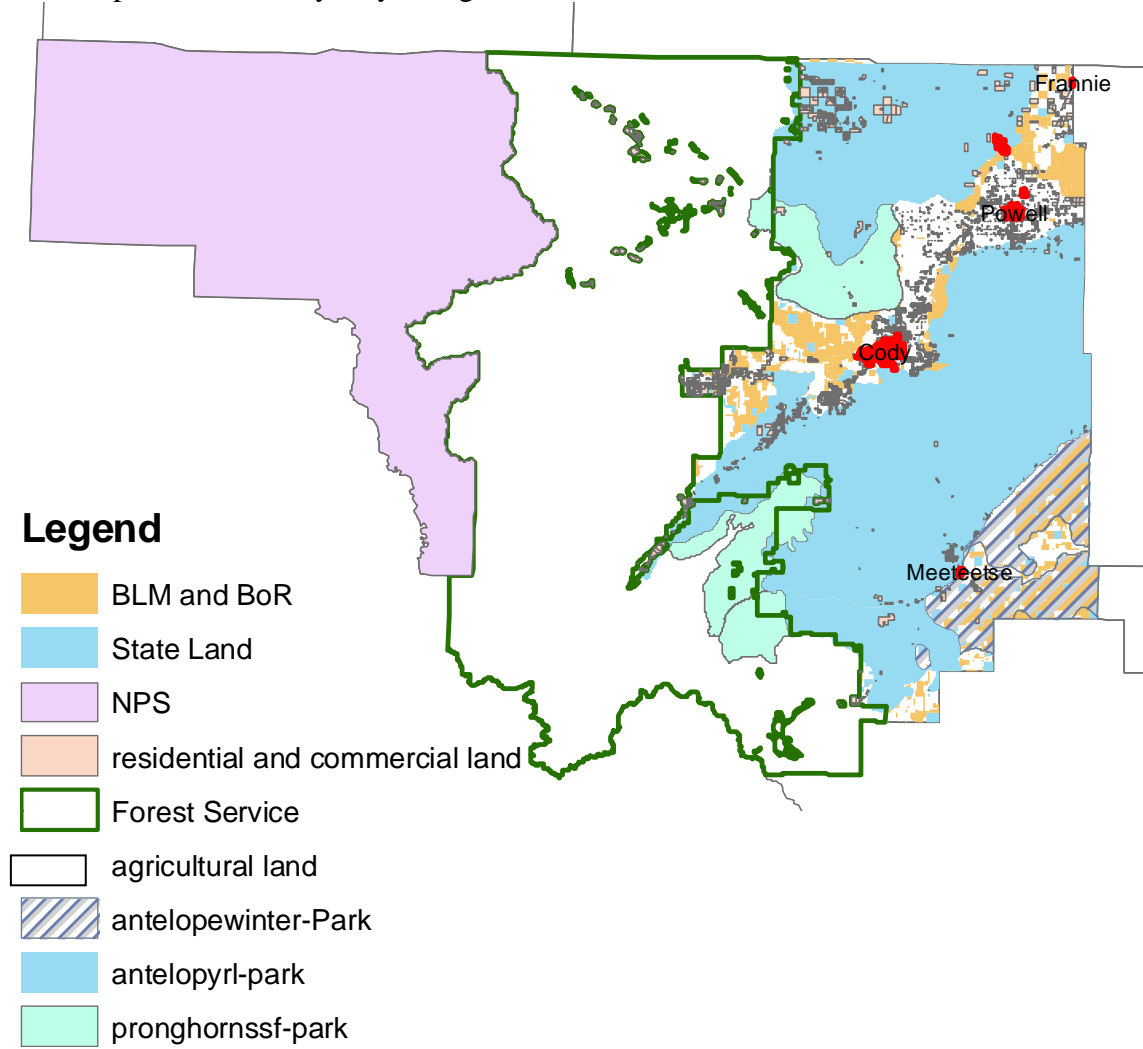 Frannie
Powell
Cody
Meeteetse
Legend
BLM and BoR
State Land
NPS
residential and commercial land
Forest Service
agricultural land
antelopewinter-Park
antelopyrl-park
pronghornssf-park